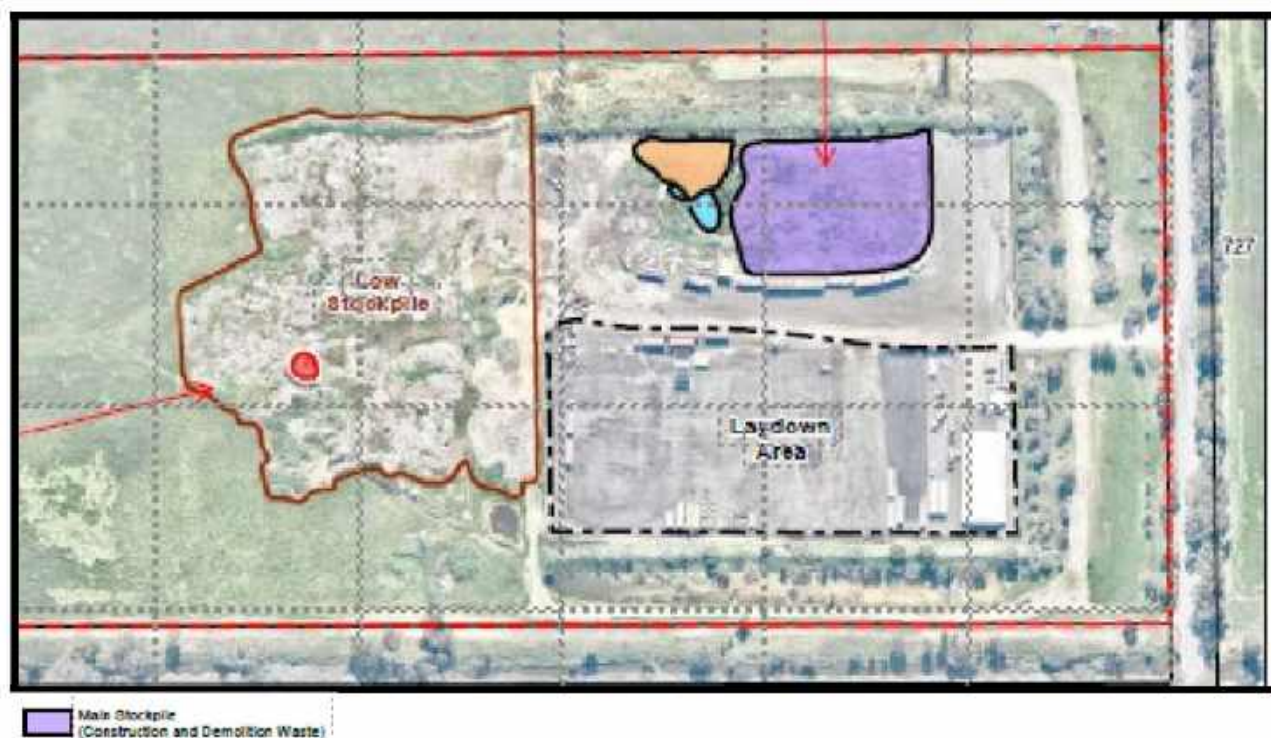 727
Low
Stockpile
Laydown
Area
Main Stockpile
(Construction and Demolition Waste)